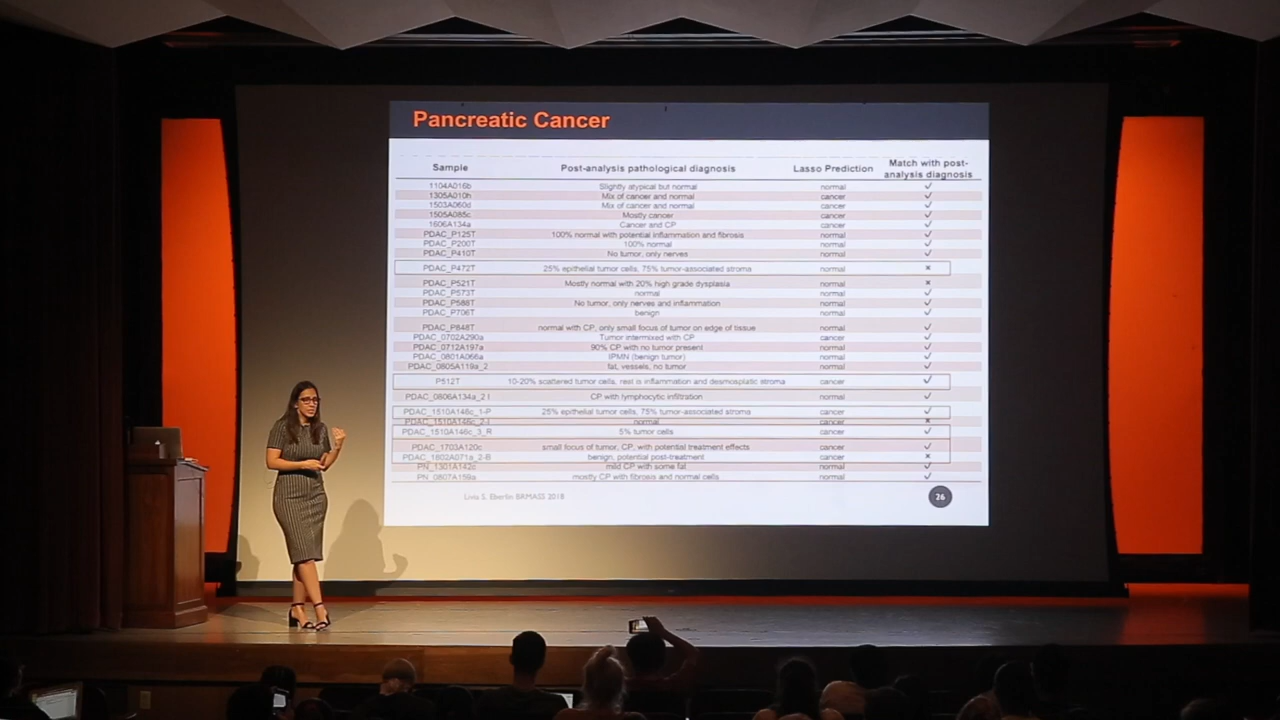 Pancreatic Cancer
Sample Post-analysis pathological diagnosis Lasso Prediction Match with post-analysis diagnosis
1104A016b Slightly atypical but normal normal ✓
1305A010h Mix of cancer and normal cancer ✓
1503A060d Mix of cancer and normal cancer ✓
1505A085c Mostly cancer cancer ✓
1606A134a Cancer and CP cancer ✓
PDAC_P125T 100% normal with potential inflammation and fibrosis normal ✓
PDAC_P200T 100% normal normal ✓
PDAC_P410T No tumor, only nerves normal ✓
PDAC_P472T 25% epithelial tumor cells, 75% tumor-associated stroma normal ×
PDAC_P521T Mostly normal with 20% high grade dysplasia normal ×
PDAC_P573T normal normal ✓
PDAC_P588T No tumor, only nerves and inflammation normal ✓
PDAC_P706T benign normal ✓
PDAC_P848T normal with CP, only small focus of tumor on edge of tissue normal ✓
PDAC_0702A290a Tumor intermixed with CP cancer ✓
PDAC_0712A197a 90% CP with no tumor present normal ✓
PDAC_0801A066a IPMN (benign tumor) normal ✓
PDAC_0805A119a_2 fat, vessels, no tumor normal ✓
P512T 10-20% scattered tumor cells, rest is inflammation and desmoplatic stroma cancer ✓
PDAC_0806A134a_2 I CP with lymphocytic infiltration normal ✓
PDAC_1510A146c_1-P 25% epithelial tumor cells, 75% tumor-associated stroma cancer ✓
normal cancer ×
PDAC_1510A146c_3_R 5% tumor cells cancer ✓
PDAC_1703A120c small focus of tumor, CP, with potential treatment effects cancer ✓
PDAC_1802A071a_2-B benign, potential post-treatment cancer ×
PN_1301A142c mild CP with some fat normal ✓
PN_0807A159a mostly CP with fibrosis and normal cells normal ✓
Livia S. Eberlin BRMASS 2018
26